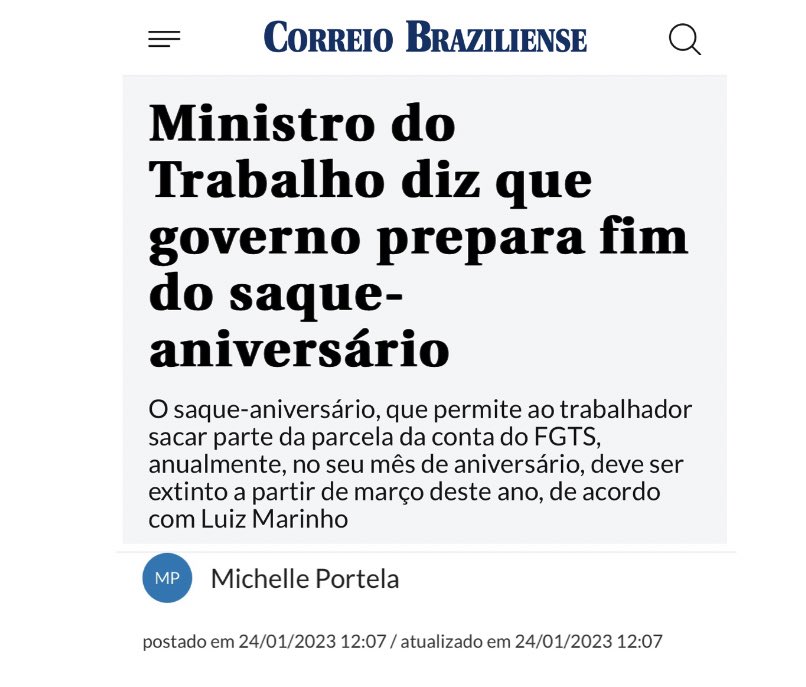 CORREIO BRAZILIENSE
Ministro do
Trabalho diz que
governo prepara fim
do saque-
aniversário
O saque-aniversário, que permite ao trabalhador
sacar parte da parcela da conta do FGTS,
anualmente, no seu mês de aniversário, deve ser
extinto a partir de março deste ano, de acordo
com Luiz Marinho
MP Michelle Portela
postado em 24/01/2023 12:07 / atualizado em 24/01/2023 12:07